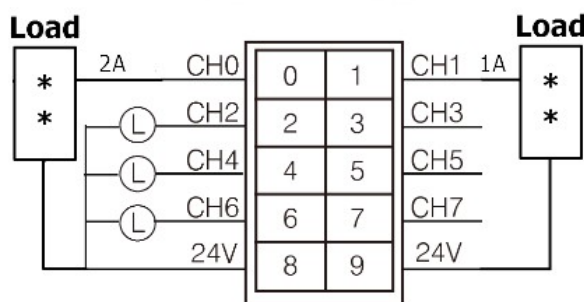 Load Load
2A CH0 0 1 CH1 1A
* *
* *
L CH2 2 3 CH3
L CH4 4 5 CH5
L CH6 6 7 CH7
24V 8 9 24V